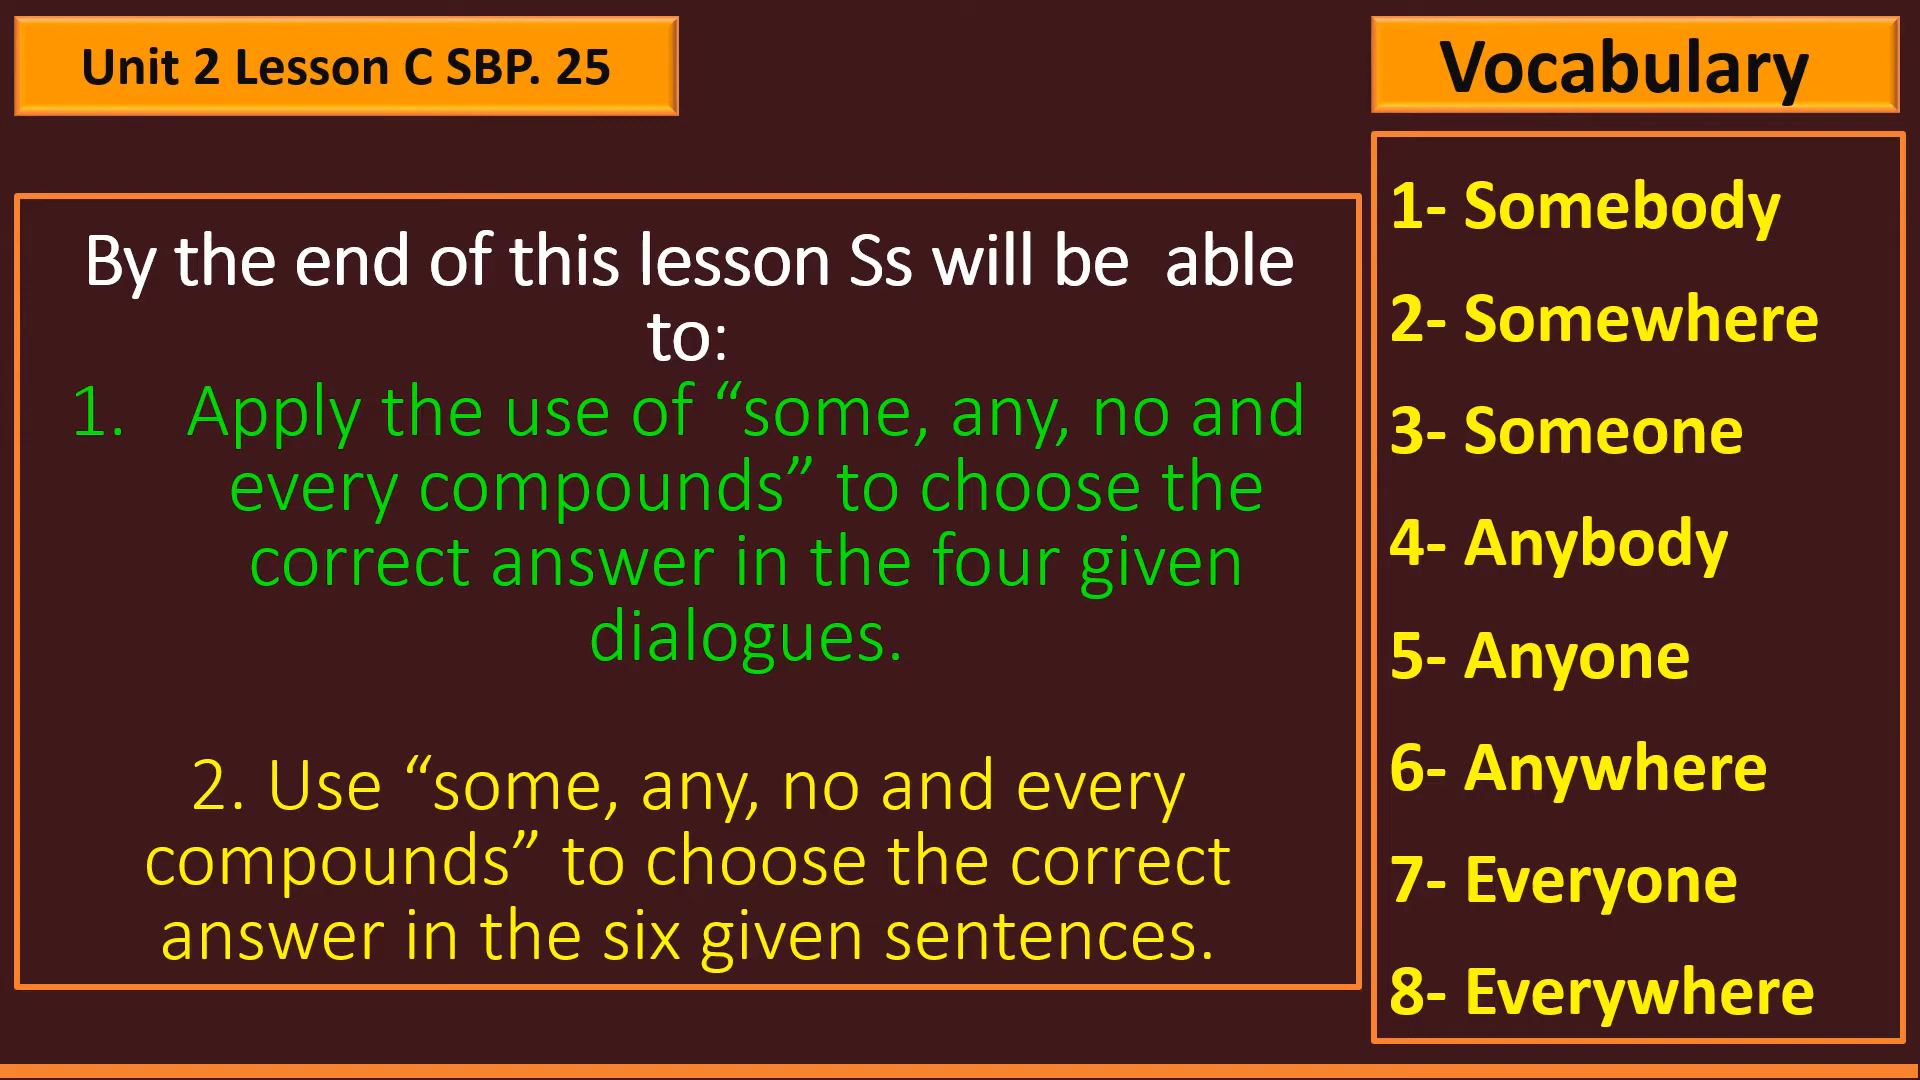 Unit 2 Lesson C SBP. 25
By the end of this lesson Ss will be  able
to:
1. Apply the use of “some, any, no and
every compounds” to choose the
correct answer in the four given
dialogues.
2. Use “some, any, no and every
compounds” to choose the correct
answer in the six given sentences.
Vocabulary
1- Somebody
2- Somewhere
3- Someone
4- Anybody
5- Anyone
6- Anywhere
7- Everyone
8- Everywhere